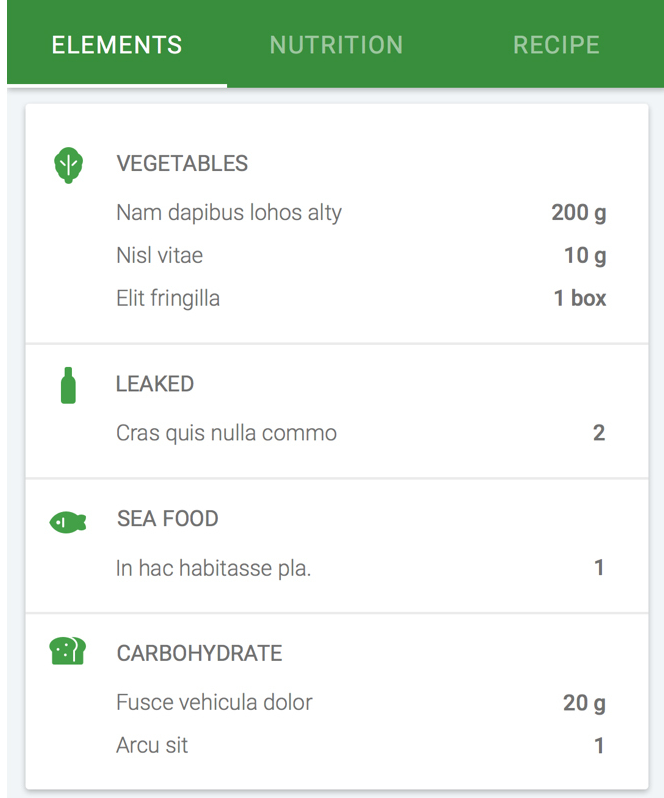 ELEMENTS NUTRITION RECIPE
VEGETABLES
Nam dapibus lohos alty 200 g
Nisl vitae 10 g
Elit fringilla 1 box
LEAKED
Cras quis nulla commo 2
SEA FOOD
In hac habitasse pla. 1
CARBOHYDRATE
Fusce vehicula dolor 20 g
Arcu sit 1